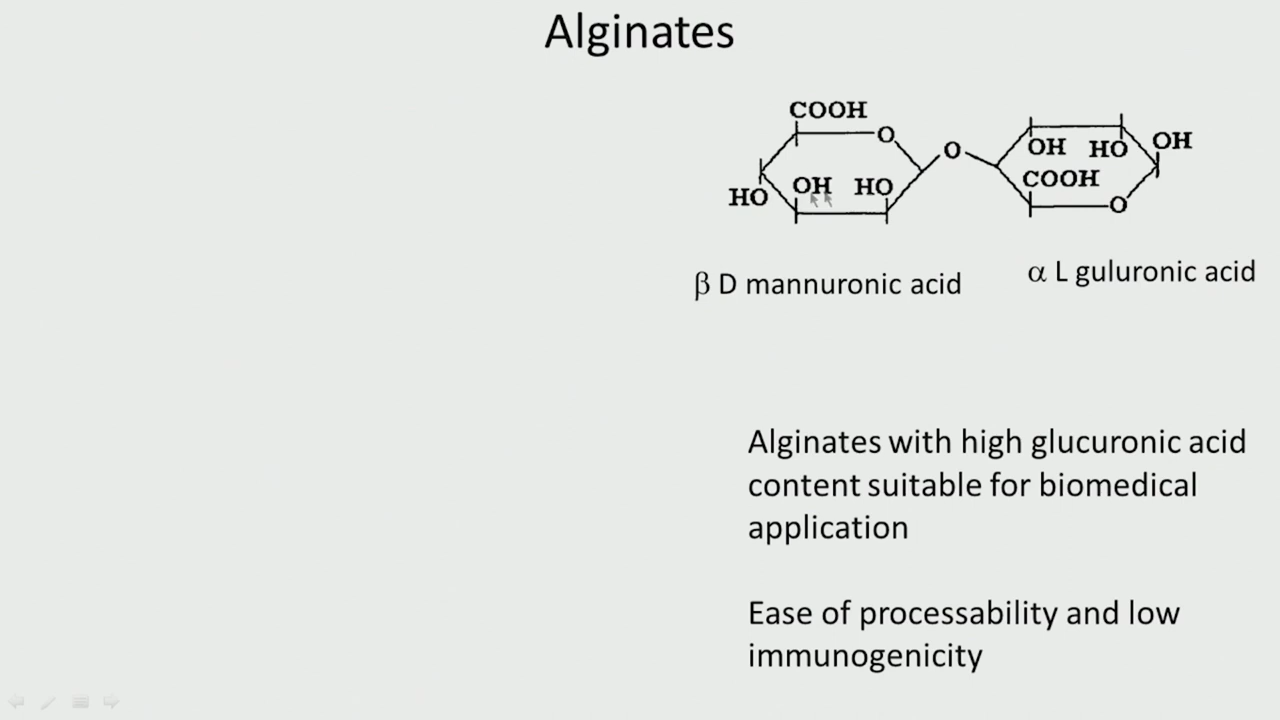 Alginates
COOH
O
O
OH HO OH
HO OH HO
COOH
O
β D mannuronic acid
α L guluronic acid
Alginates with high glucuronic acid
content suitable for biomedical
application
Ease of processability and low
immunogenicity